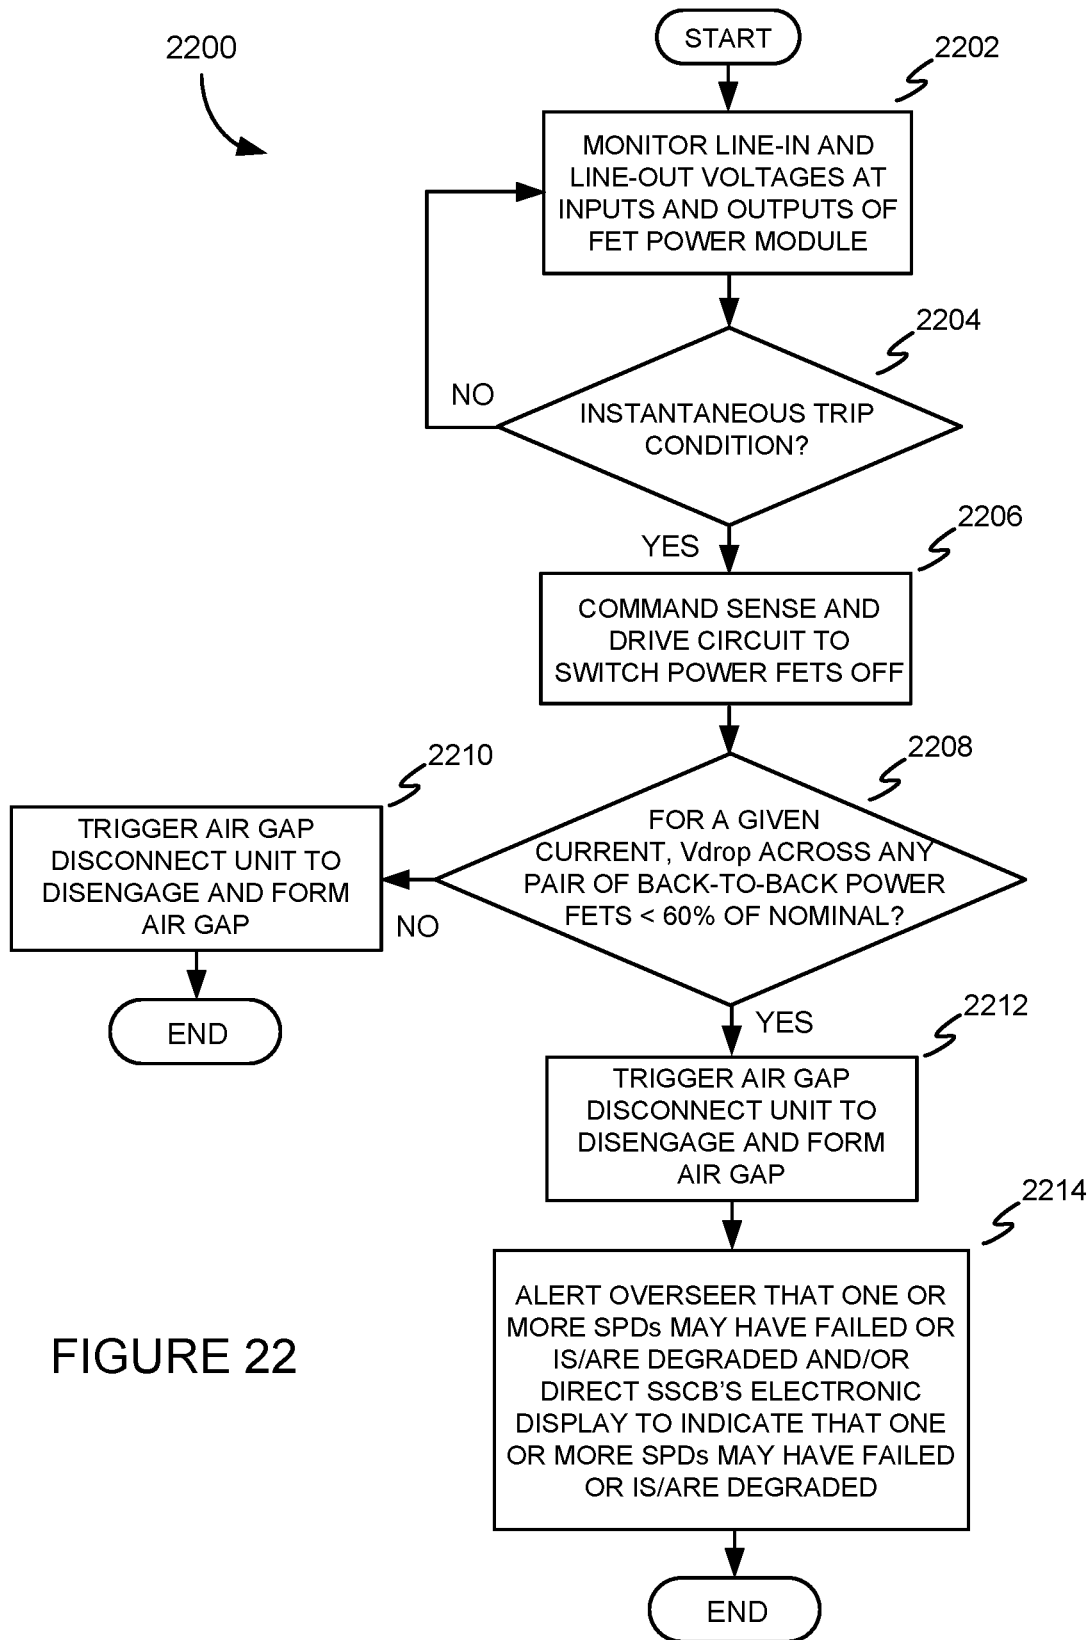 2200
START
2202
MONITOR LINE-IN AND
LINE-OUT VOLTAGES AT
INPUTS AND OUTPUTS OF
FET POWER MODULE
2204
NO
INSTANTANEOUS TRIP
CONDITION?
YES
2206
COMMAND SENSE AND
DRIVE CIRCUIT TO
SWITCH POWER FETS OFF
2208
FOR A GIVEN
CURRENT, Vdrop ACROSS ANY
PAIR OF BACK-TO-BACK POWER
FETS < 60% OF NOMINAL?
2210
TRIGGER AIR GAP
DISCONNECT UNIT TO
DISENGAGE AND FORM
AIR GAP
NO
END
YES
2212
TRIGGER AIR GAP
DISCONNECT UNIT TO
DISENGAGE AND FORM
AIR GAP
2214
ALERT OVERSEER THAT ONE OR
MORE SPDs MAY HAVE FAILED OR
IS/ARE DEGRADED AND/OR
DIRECT SSCB'S ELECTRONIC
DISPLAY TO INDICATE THAT ONE
OR MORE SPDs MAY HAVE FAILED
OR IS/ARE DEGRADED
FIGURE 22
END